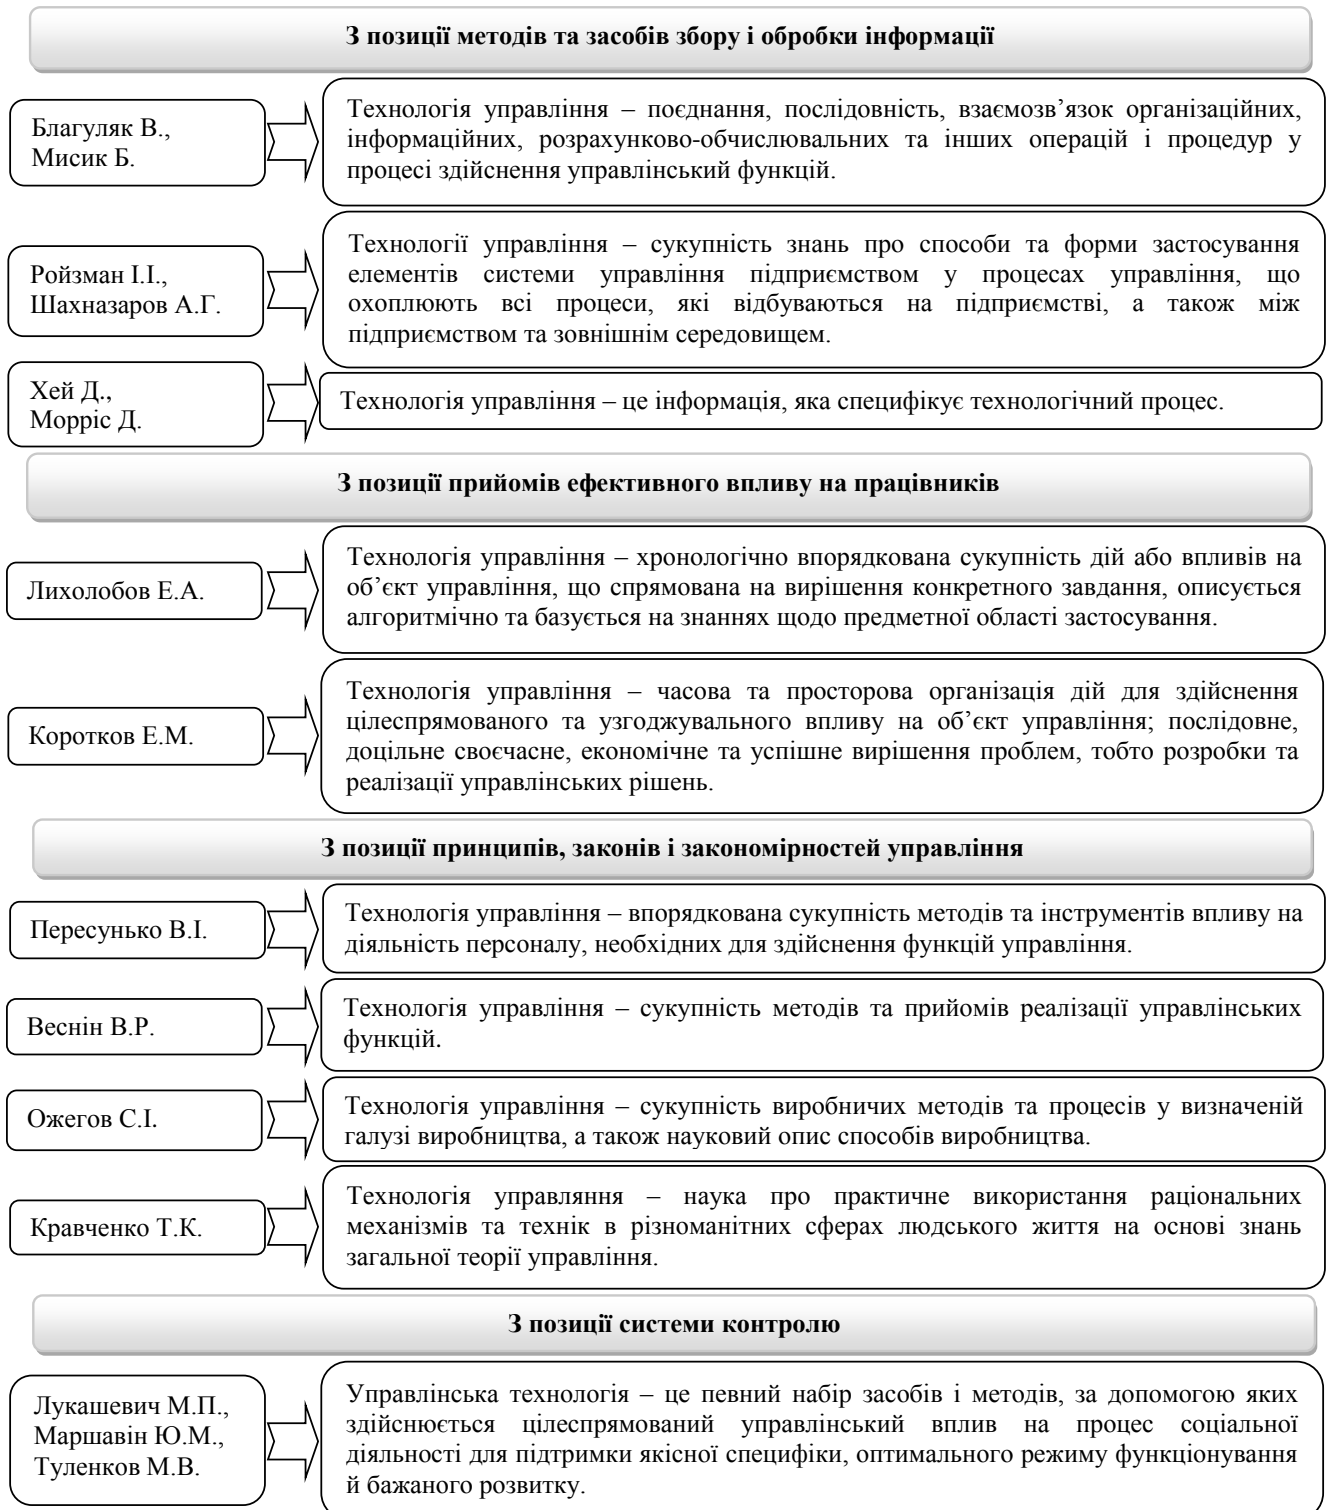 З позиції методів та засобів збору і обробки інформації
Благуляк В.,
Мисик Б.
Технологія управління – поєднання, послідовність, взаємозв’язок організаційних,
інформаційних, розрахунково-обчислювальних та інших операцій і процедур у
процесі здійснення управлінський функцій.
Ройзман І.І.,
Шахназаров А.Г.
Технології управління – сукупність знань про способи та форми застосування
елементів системи управління підприємством у процесах управління, що
охоплюють всі процеси, які відбуваються на підприємстві, а також між
підприємством та зовнішнім середовищем.
Хей Д.,
Морріс Д.
Технологія управління – це інформація, яка специфікує технологічний процес.
З позиції прийомів ефективного впливу на працівників
Лихолобов Е.А.
Технологія управління – хронологічно впорядкована сукупність дій або впливів на
об’єкт управління, що спрямована на вирішення конкретного завдання, описується
алгоритмічно та базується на знаннях щодо предметної області застосування.
Коротков Е.М.
Технологія управління – часова та просторова організація дій для здійснення
цілеспрямованого та узгоджувального впливу на об’єкт управління; послідовне,
доцільне своєчасне, економічне та успішне вирішення проблем, тобто розробки та
реалізації управлінських рішень.
З позиції принципів, законів і закономірностей управління
Пересунько В.І.
Технологія управління – впорядкована сукупність методів та інструментів впливу на
діяльність персоналу, необхідних для здійснення функцій управління.
Веснін В.Р.
Технологія управління – сукупність методів та прийомів реалізації управлінських
функцій.
Ожегов С.І.
Технологія управління – сукупність виробничих методів та процесів у визначеній
галузі виробництва, а також науковий опис способів виробництва.
Кравченко Т.К.
Технологія управляння – наука про практичне використання раціональних
механізмів та технік в різноманітних сферах людського життя на основі знань
загальної теорії управління.
З позиції системи контролю
Лукашевич М.П.,
Маршавін Ю.М.,
Туленков М.В.
Управлінська технологія – це певний набір засобів і методів, за допомогою яких
здійснюється цілеспрямований управлінський вплив на процес соціальної
діяльності для підтримки якісної специфіки, оптимального режиму функціонування
й бажаного розвитку.